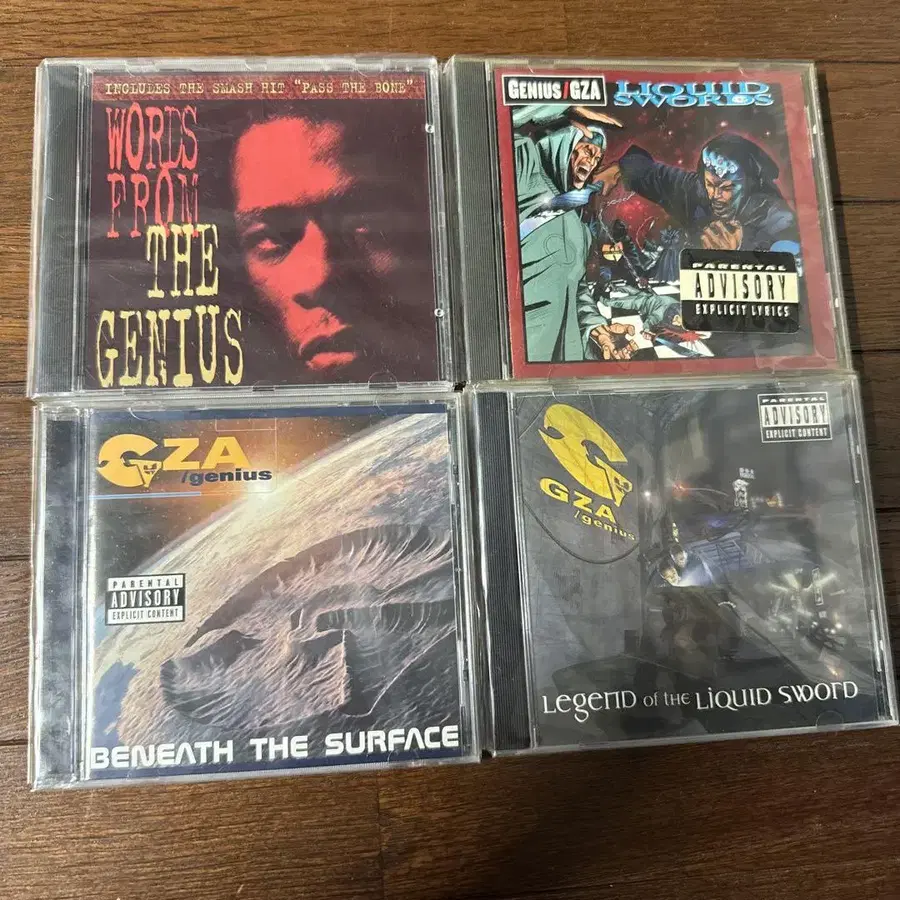 INCLUDES THE SMASH HIT "PASS THE BONE"
WORDS
FROM
THE
GENIUS
GENIUS/GZA
LIQUID
SWORDS
PARENTAL
ADVISORY
EXPLICIT LYRICS
GZA
/genius
PARENTAL
ADVISORY
EXPLICIT CONTENT
BENEATH THE SURFACE
PARENTAL
ADVISORY
EXPLICIT CONTENT
GZA
/genius
LEGEND OF THE LIQUID SWORD